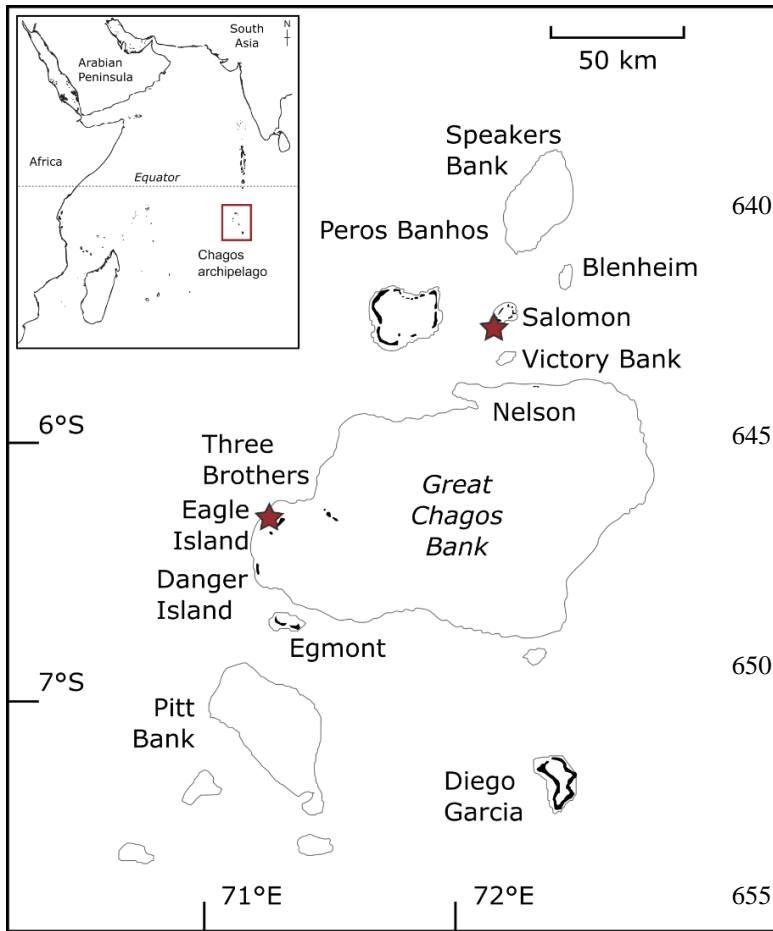 South
Asia
N
Arabian
Peninsula
Africa
Equator
Chagos
archipelago
50 km
Speakers
Bank
640
Peros Banhos
Blenheim
Salomon
Victory Bank
Nelson
6°S
645
Three
Brothers
Great
Chagos
Bank
Eagle
Island
Danger
Island
Egmont
650
7°S
Pitt
Bank
Diego
Garcia
71°E
72°E
655